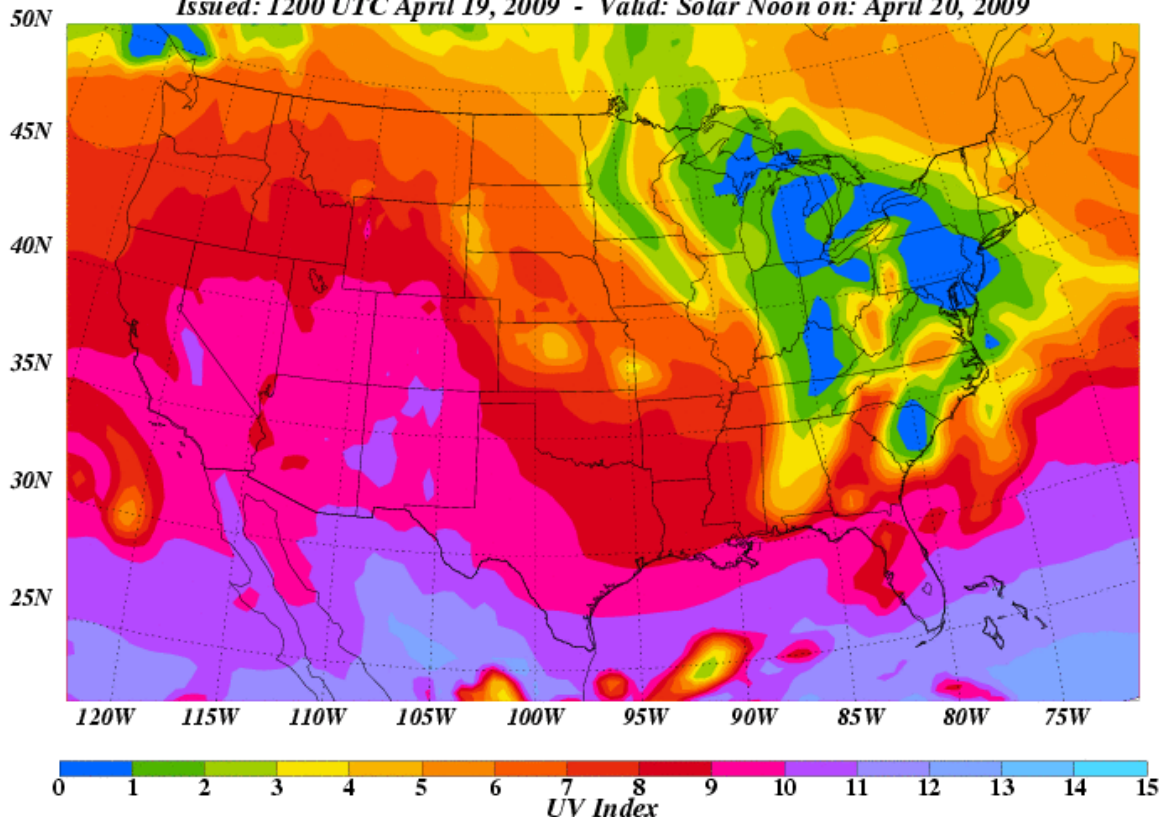 Issued: 1200 UTC April 19, 2009 - Valid: Solar Noon on: April 20, 2009
50N
45N
40N
35N
30N
25N
120W 115W 110W 105W 100W 95W 90W 85W 80W 75W
0 1 2 3 4 5 6 7 8 9 10 11 12 13 14 15
UV Index